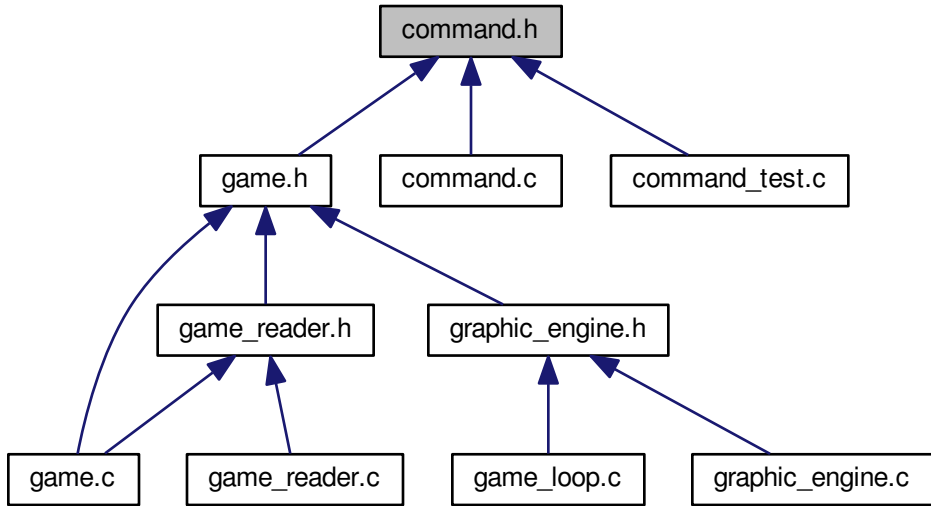 command.h
game.h
command.c
command_test.c
game_reader.h
graphic_engine.h
game.c
game_reader.c
game_loop.c
graphic_engine.c